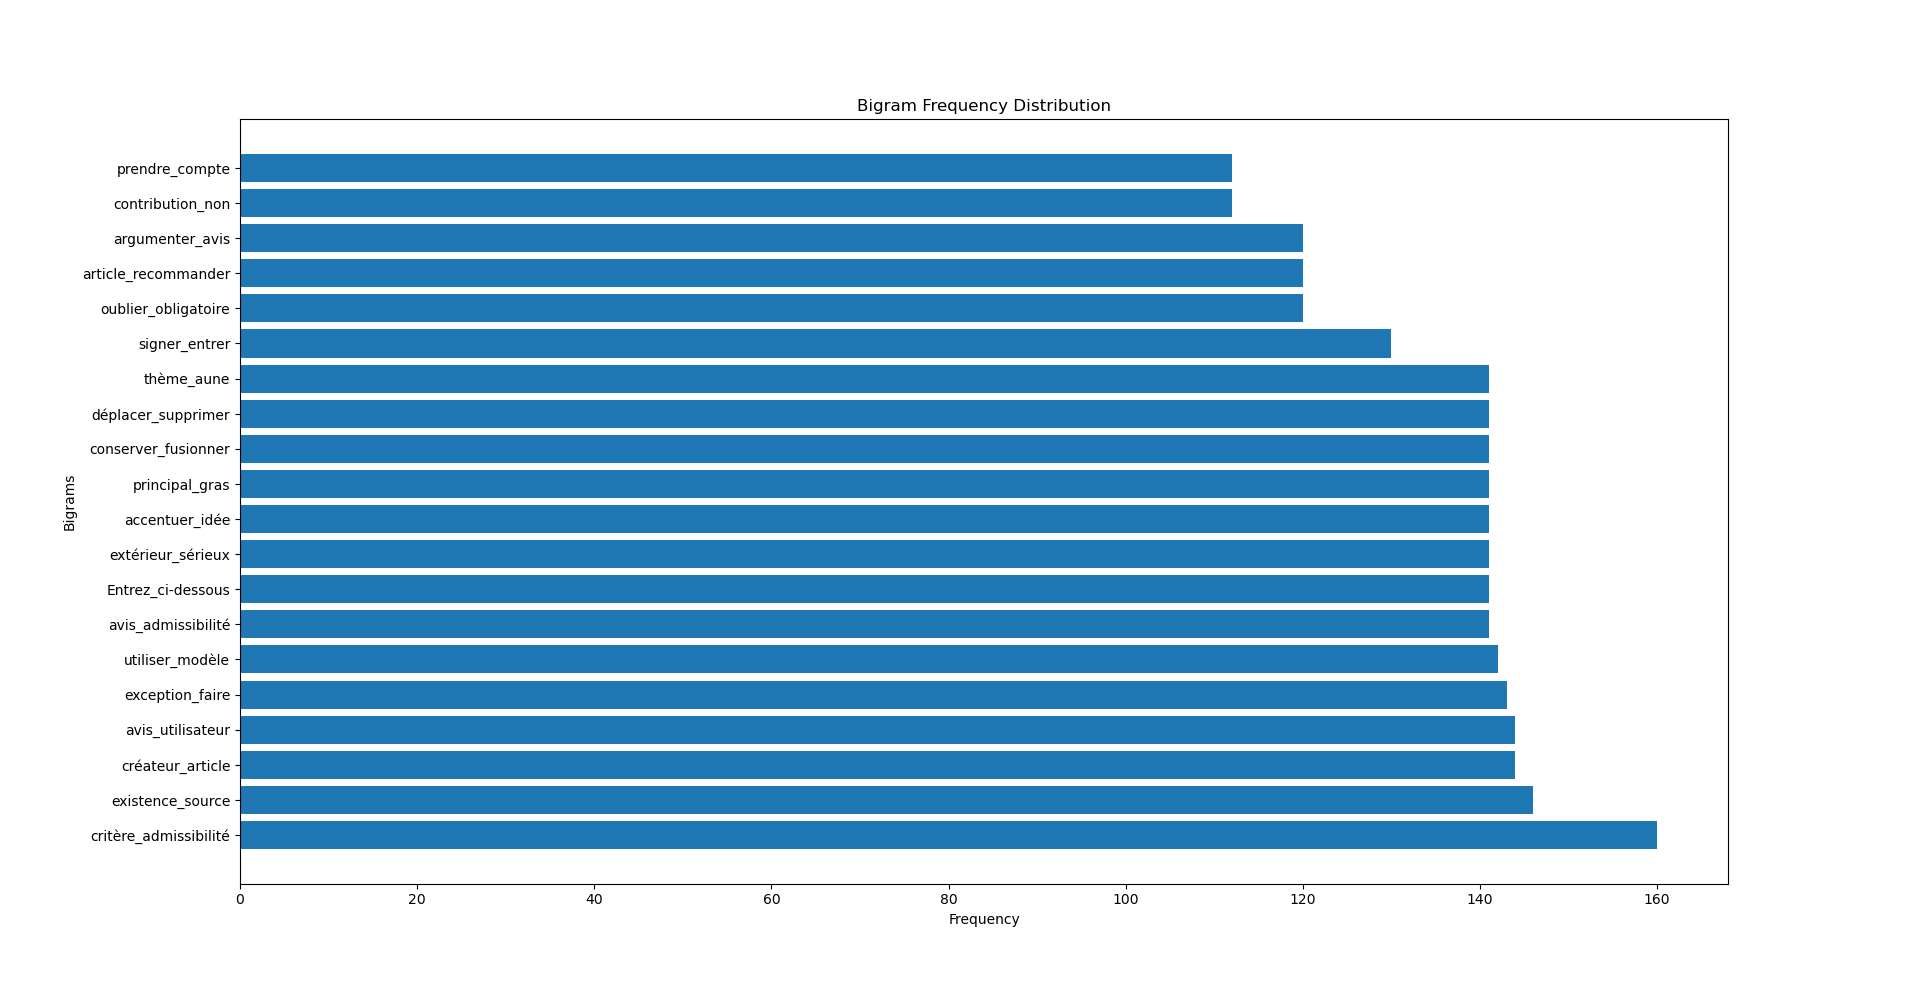 Bigram Frequency Distribution
prendre_compte
contribution_non
argumenter_avis
article_recommander
oublier_obligatoire
signer_entrer
thème_aune
déplacer_supprimer
conserver_fusionner
principal_gras
accentuer_idée
extérieur_sérieux
Entrez_ci-dessous
avis_admissibilité
utiliser_modèle
exception_faire
avis_utilisateur
créateur_article
existence_source
critère_admissibilité
Bigrams
0 20 40 60 80 100 120 140 160
Frequency